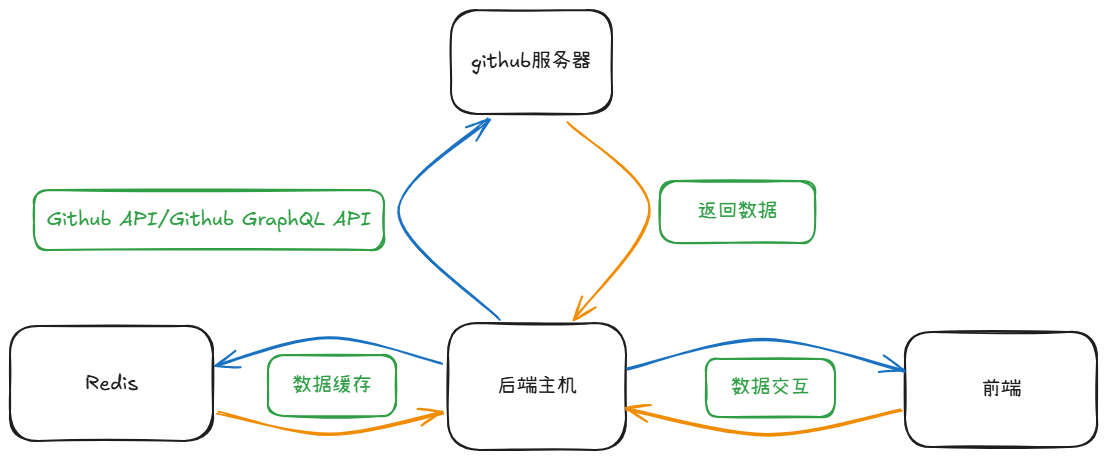 github服务器
Github API/Github GraphQL API
返回数据
Redis
数据缓存
后端主机
数据交互
前端